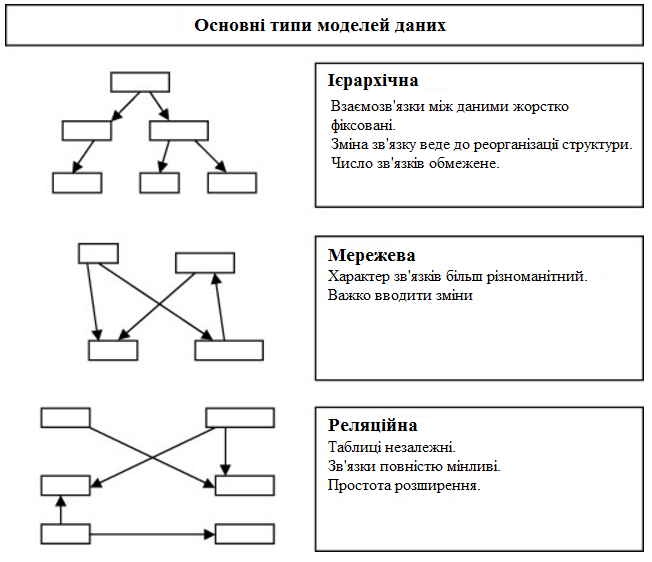 Основні типи моделей даних
Ієрархічна
Взаємозв'язки між даними жорстко
фіксовані.
Зміна зв'язку веде до реорганізації структури.
Число зв'язків обмежене.
Мережева
Характер зв'язків більш різноманітний.
Важко вводити зміни
Реляційна
Таблиці незалежні.
Зв'язки повністю мінливі.
Простота розширення.